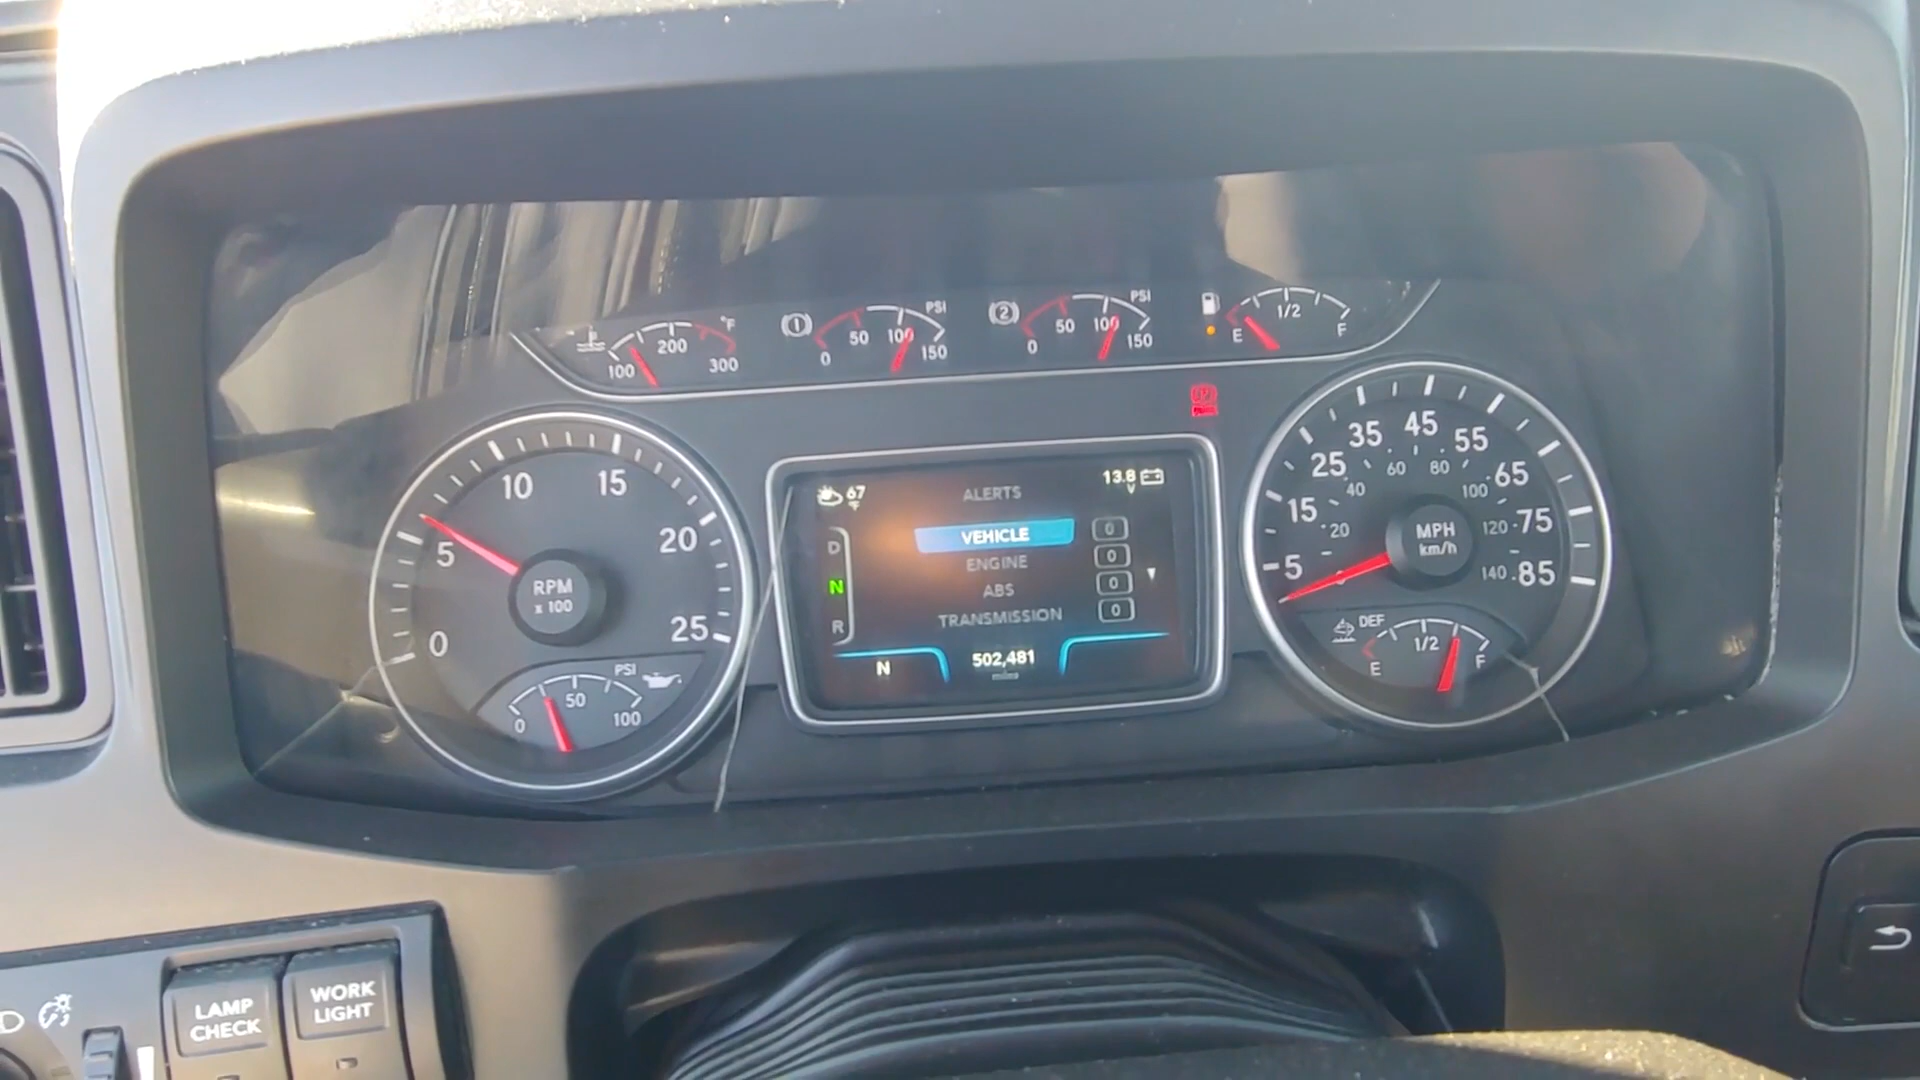 100 200 300 °F
0 50 100 150 PSI
0 50 100 150 PSI
E 1/2 F
0 5 10 15 20 25
RPM
x 100
PSI
0 50 100
67
°F
ALERTS
13.8
V
VEHICLE 0
ENGINE 0
ABS 0
TRANSMISSION 0
D
N
R
N
502,481
miles
5 15 25 35 45 55 65 75 85
20 40 60 80 100 120 140
MPH
km/h
DEF
E 1/2 F
LAMP
CHECK
WORK
LIGHT